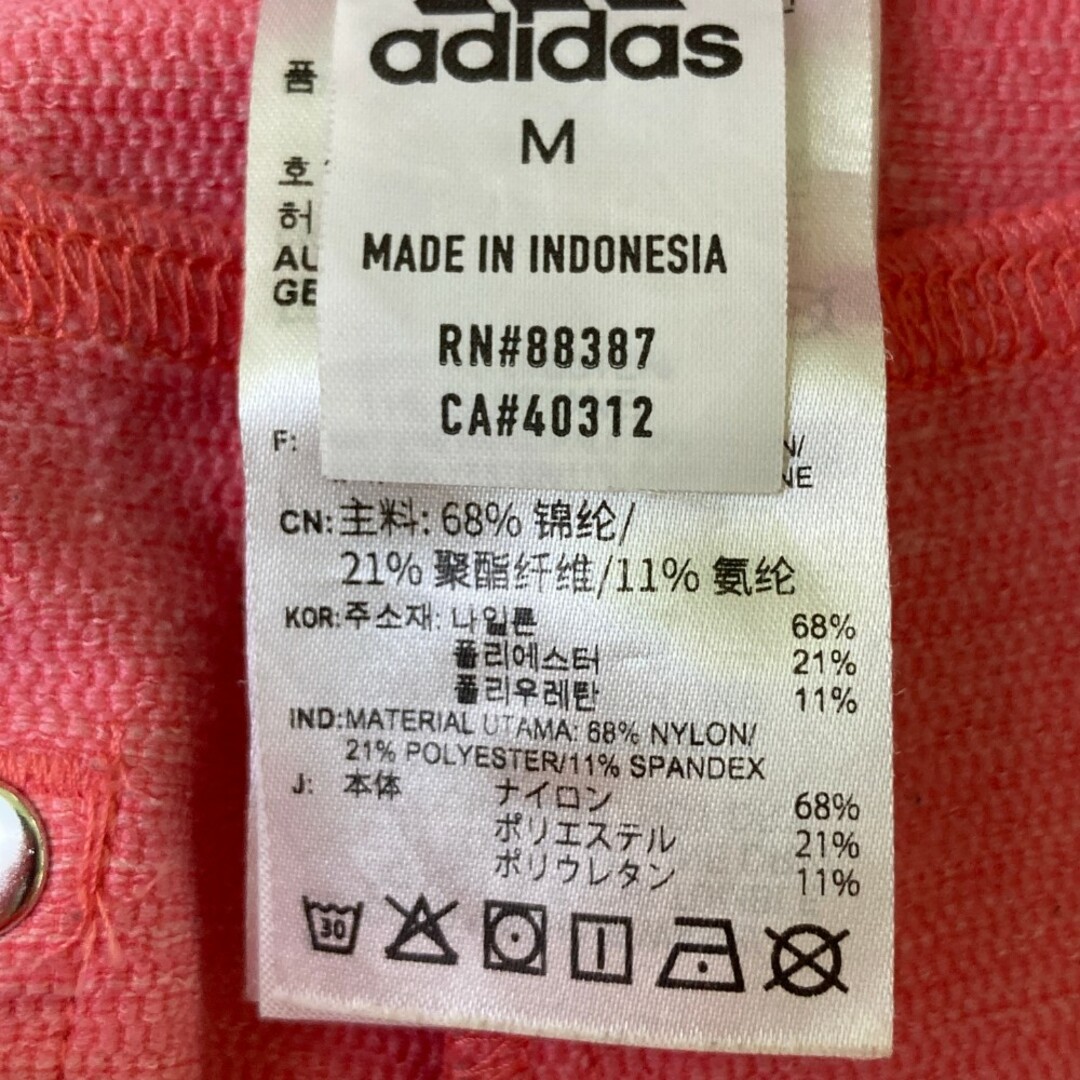 adidas
M
MADE IN INDONESIA
RN#88387
CA#40312
품
호
허
F:
CN: 主料: 68% 锦纶/
21% 聚酯纤维/11% 氨纶
KOR: 주소재: 나일론 68%
폴리에스터 21%
폴리우레탄 11%
IND: MATERIAL UTAMA: 68% NYLON/
21% POLYESTER/11% SPANDEX
J: 本体 ナイロン 68%
ポリエステル 21%
ポリウレタン 11%
30